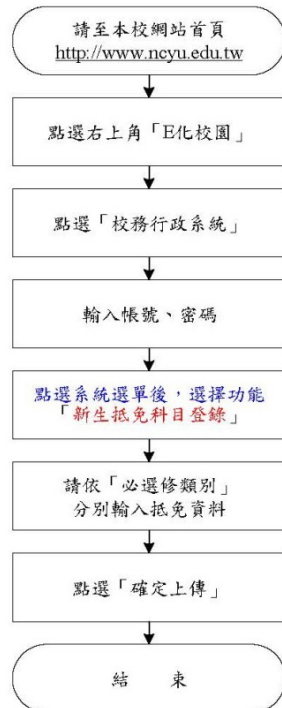 請至本校網站首頁
http://www.ncyu.edu.tw
點選右上角「E化校園」
點選「校務行政系統」
輸入帳號、密碼
點選系統選單後，選擇功能
「新生抵免科目登錄」
請依「必選修類別」
分別輸入抵免資料
點選「確定上傳」
結 束